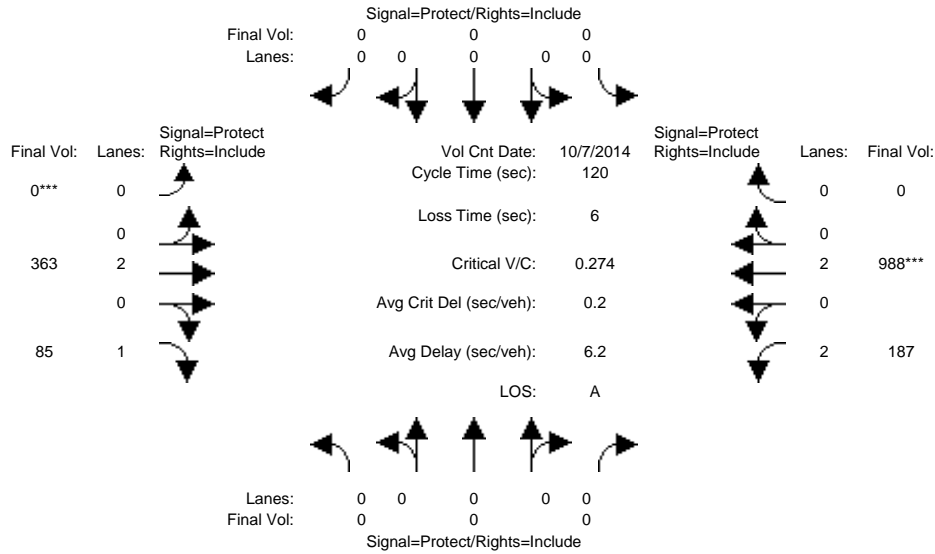 Signal=Protect/Rights=Include
Final Vol: 0 0 0
Lanes: 0 0 0 0 0
Signal=Protect Signal=Protect
Final Vol: Lanes: Rights=Include Vol Cnt Date: 10/7/2014 Rights=Include Lanes: Final Vol:
Cycle Time (sec): 120
0*** 0 0 0
Loss Time (sec): 6
0 0
363 2 Critical V/C: 0.274 2 988***
0 Avg Crit Del (sec/veh): 0.2 0
85 1 Avg Delay (sec/veh): 6.2 2 187
LOS: A
Lanes: 0 0 0 0 0
Final Vol: 0 0 0
Signal=Protect/Rights=Include